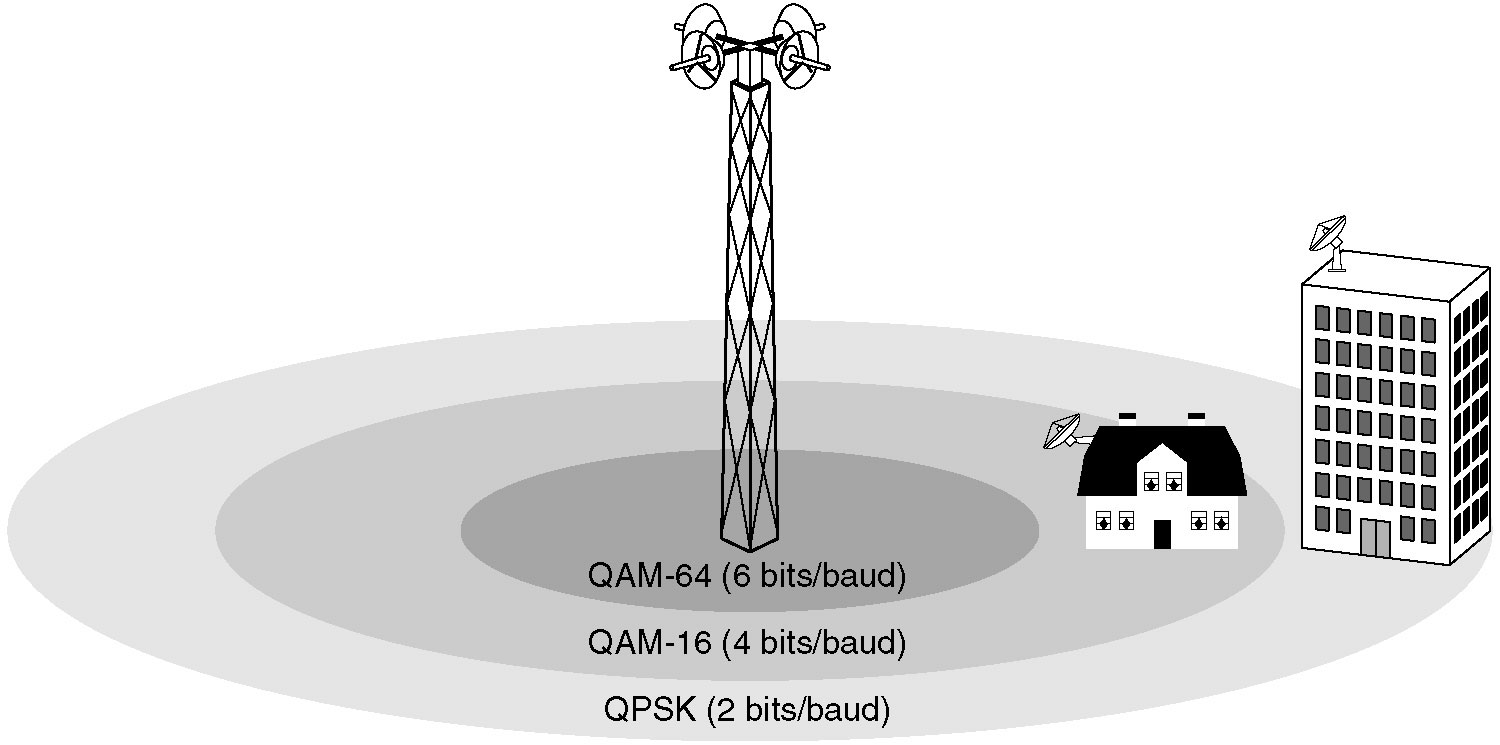 QAM-64 (6 bits/baud)
QAM-16 (4 bits/baud)
QPSK (2 bits/baud)